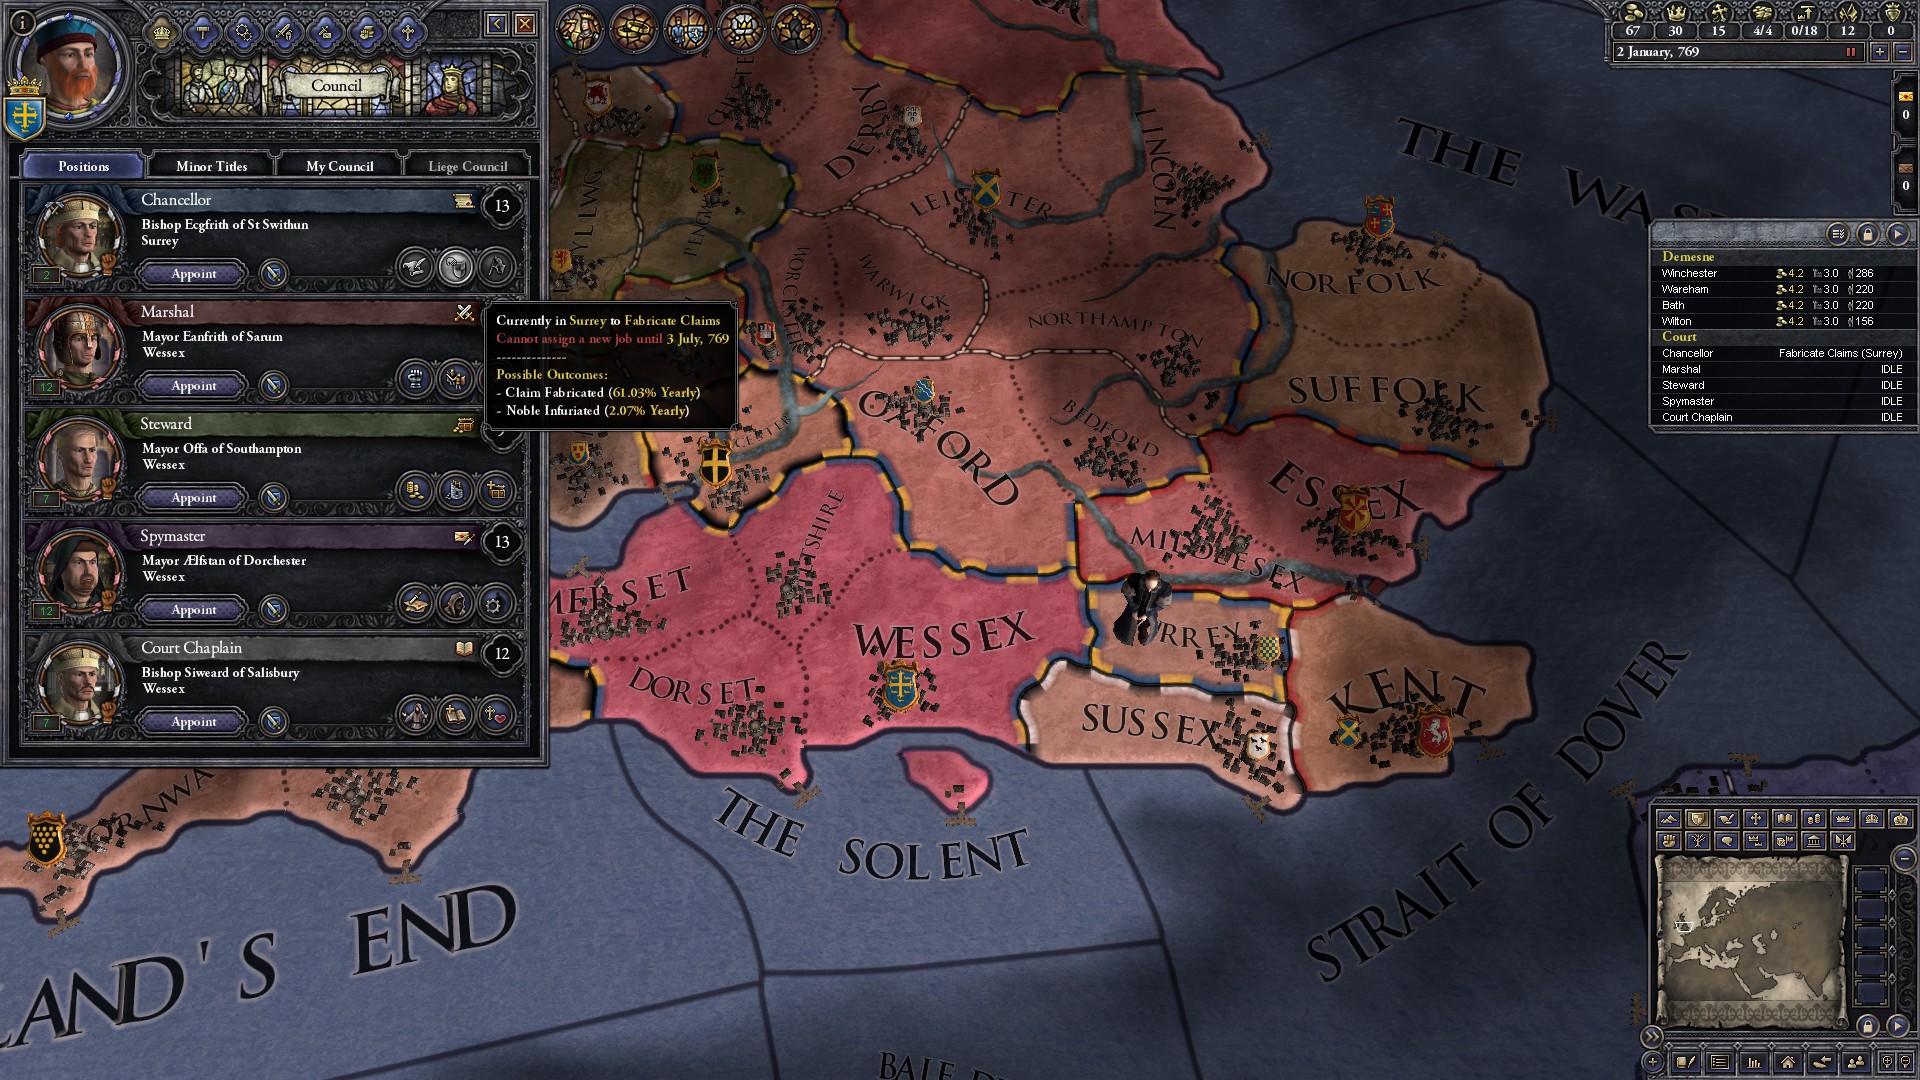 67 30 15 4/4 0/18 12 0
2 January, 769
Council
Positions
Minor Titles
My Council
Liege Council
Chancellor
13
Bishop Ecgfrith of St Swithun
Surrey
2
Appoint
Marshal
Mayor Eanfrith of Sarum
Wessex
12
Appoint
Steward
Mayor Offa of Southampton
Wessex
7
Appoint
Spymaster
13
Mayor Ælfstan of Dorchester
Wessex
12
Appoint
Court Chaplain
12
Bishop Siweard of Salisbury
Wessex
7
Appoint
Currently in Surrey to Fabricate Claims
Cannot assign a new job until 3 July, 769
--------------
Possible Outcomes:
- Claim Fabricated (61.03% Yearly)
- Noble Infuriated (2.07% Yearly)
0
0
Demesne
Winchester 4.2 3.0 286
Wareham 4.2 3.0 220
Bath 4.2 3.0 220
Wilton 4.2 3.0 156
Court
Chancellor Fabricate Claims (Surrey)
Marshal IDLE
Steward IDLE
Spymaster IDLE
Court Chaplain IDLE
DERBY
LINCOLN
THE
LEICESTER
WARWICK
NORTHAMPTON
NORFOLK
SUFFOLK
OXFORD
BEDFORD
ESSEX
MIDDLESEX
WESSEX
DORSET
SUSSEX
KENT
THE SOLENT
STRAIT OF DOVER
LAND'S END